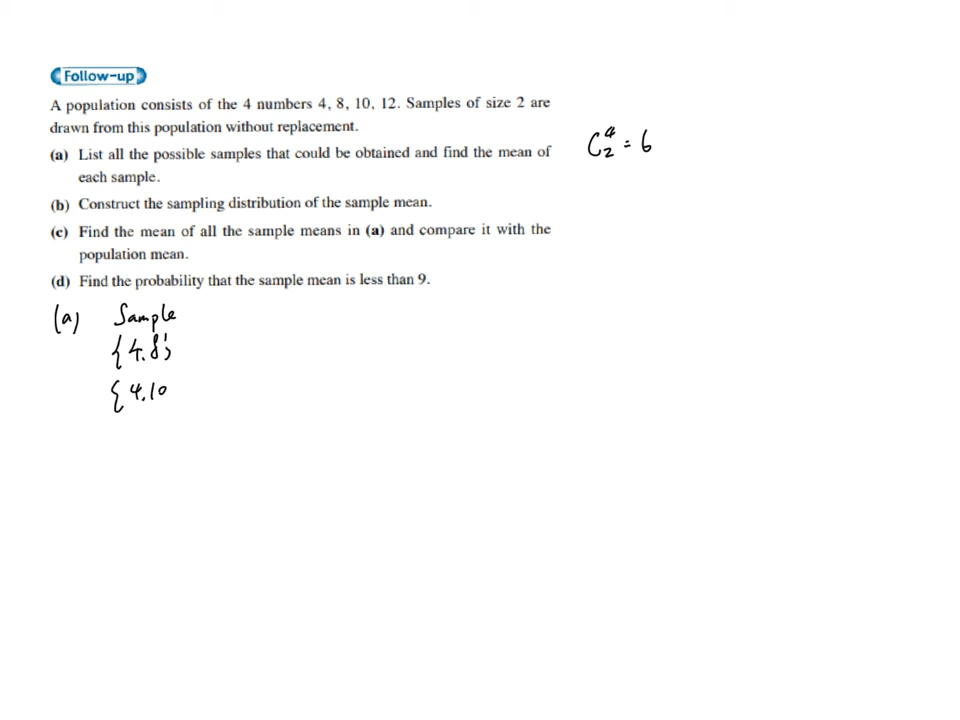 Follow-up
A population consists of the 4 numbers 4, 8, 10, 12. Samples of size 2 are
drawn from this population without replacement.
(a) List all the possible samples that could be obtained and find the mean of
each sample.
(b) Construct the sampling distribution of the sample mean.
(c) Find the mean of all the sample means in (a) and compare it with the
population mean.
(d) Find the probability that the sample mean is less than 9.
C⁴₂ = 6
(a) Sample
{4.8}
{4.10